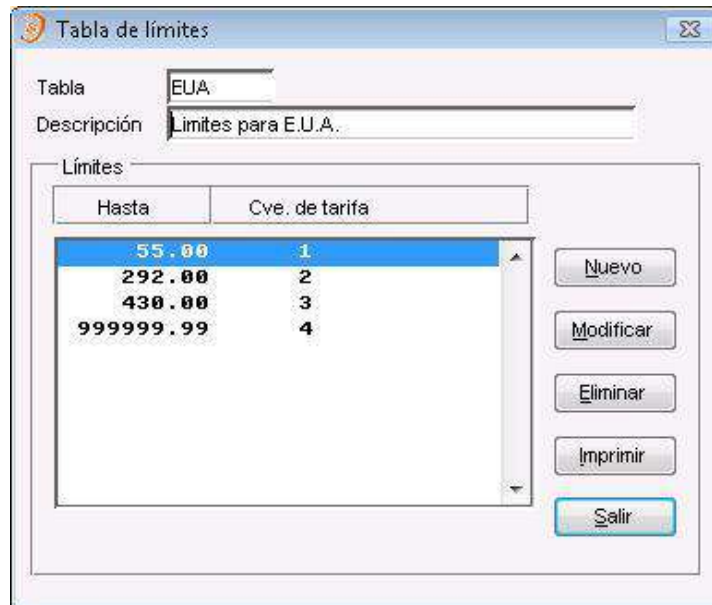 Tabla de límites
Tabla EUA
Descripción Limites para E.U.A.
Límites
Hasta Cve. de tarifa
55.00 1
292.00 2
430.00 3
999999.99 4
Nuevo
Modificar
Eliminar
Imprimir
Salir